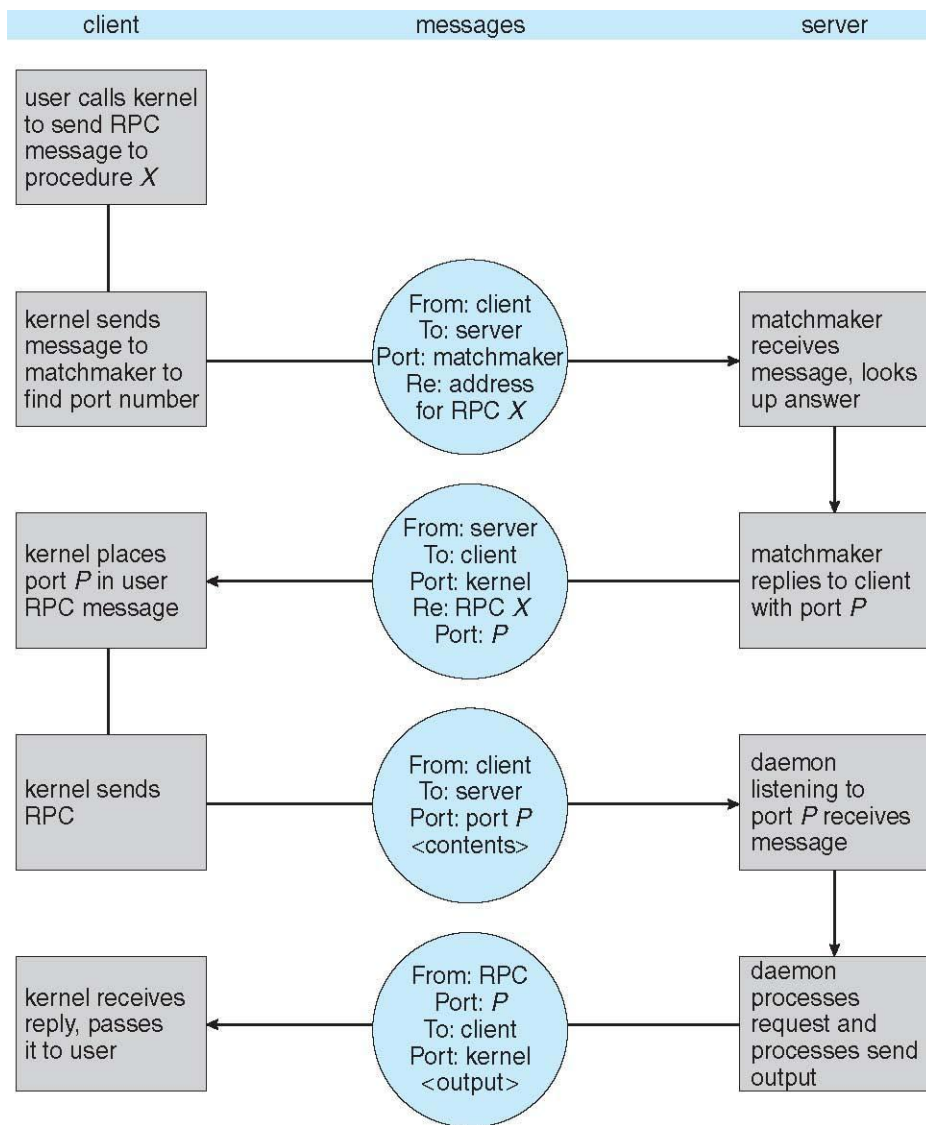 client
messages
server
user calls kernel
to send RPC
message to
procedure X
kernel sends
message to
matchmaker to
find port number
From: client
To: server
Port: matchmaker
Re: address
for RPC X
matchmaker
receives
message, looks
up answer
kernel places
port P in user
RPC message
From: server
To: client
Port: kernel
Re: RPC X
Port: P
matchmaker
replies to client
with port P
kernel sends
RPC
From: client
To: server
Port: port P
<contents>
daemon
listening to
port P receives
message
kernel receives
reply, passes
it to user
From: RPC
Port: P
To: client
Port: kernel
<output>
daemon
processes
request and
processes send
output